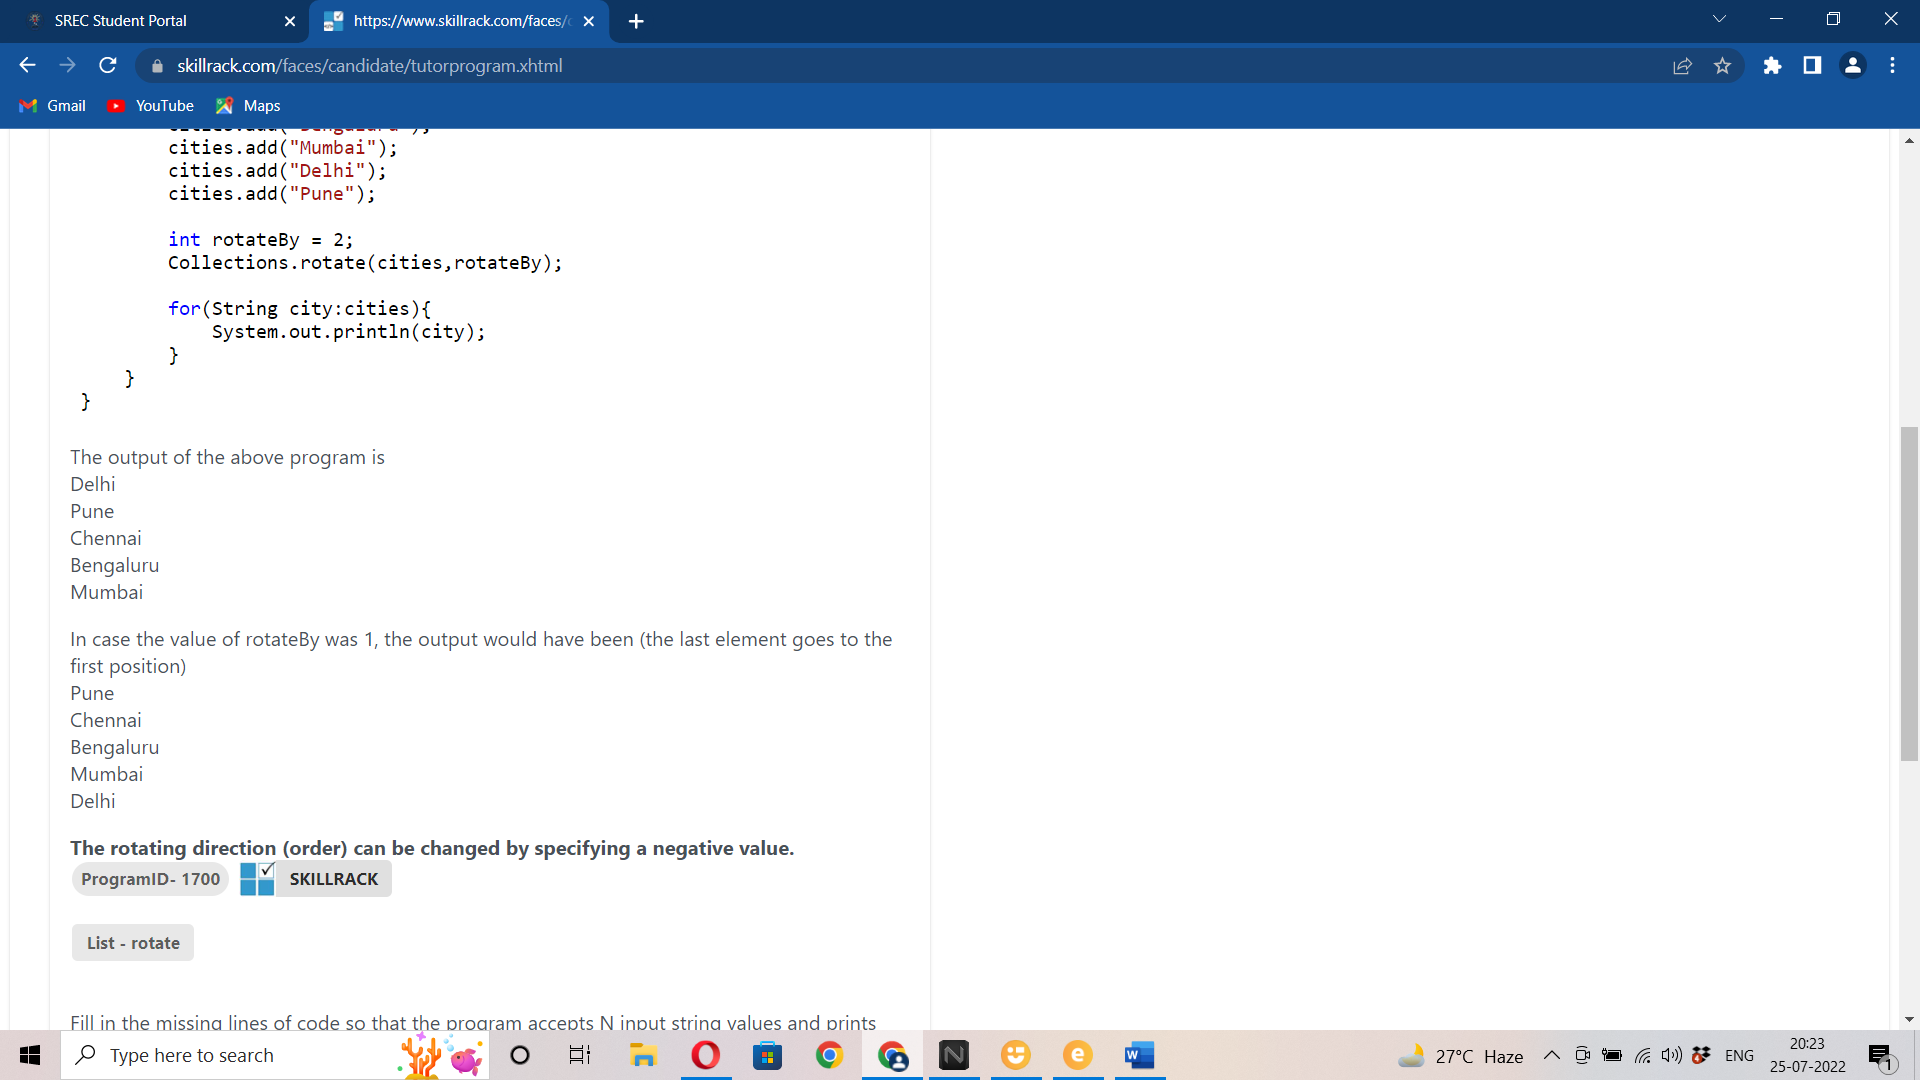 SREC Student Portal
https://www.skillrack.com/faces/
skillrack.com/faces/candidate/tutorprogram.xhtml
Gmail
YouTube
Maps
cities.add("Bengaluru");
cities.add("Mumbai");
cities.add("Delhi");
cities.add("Pune");
int rotateBy = 2;
Collections.rotate(cities,rotateBy);
for(String city:cities){
System.out.println(city);
}
}
}
The output of the above program is
Delhi
Pune
Chennai
Bengaluru
Mumbai
In case the value of rotateBy was 1, the output would have been (the last element goes to the
first position)
Pune
Chennai
Bengaluru
Mumbai
Delhi
The rotating direction (order) can be changed by specifying a negative value.
ProgramID- 1700
SKILLRACK
List - rotate
Fill in the missing lines of code so that the program accepts N input string values and prints
Type here to search
27°C Haze
ENG
20:23
25-07-2022
1